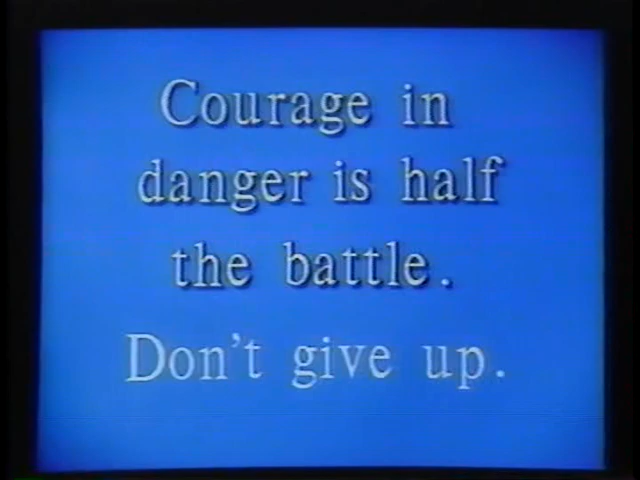 Courage in
danger is half
the battle.
Don't give up.